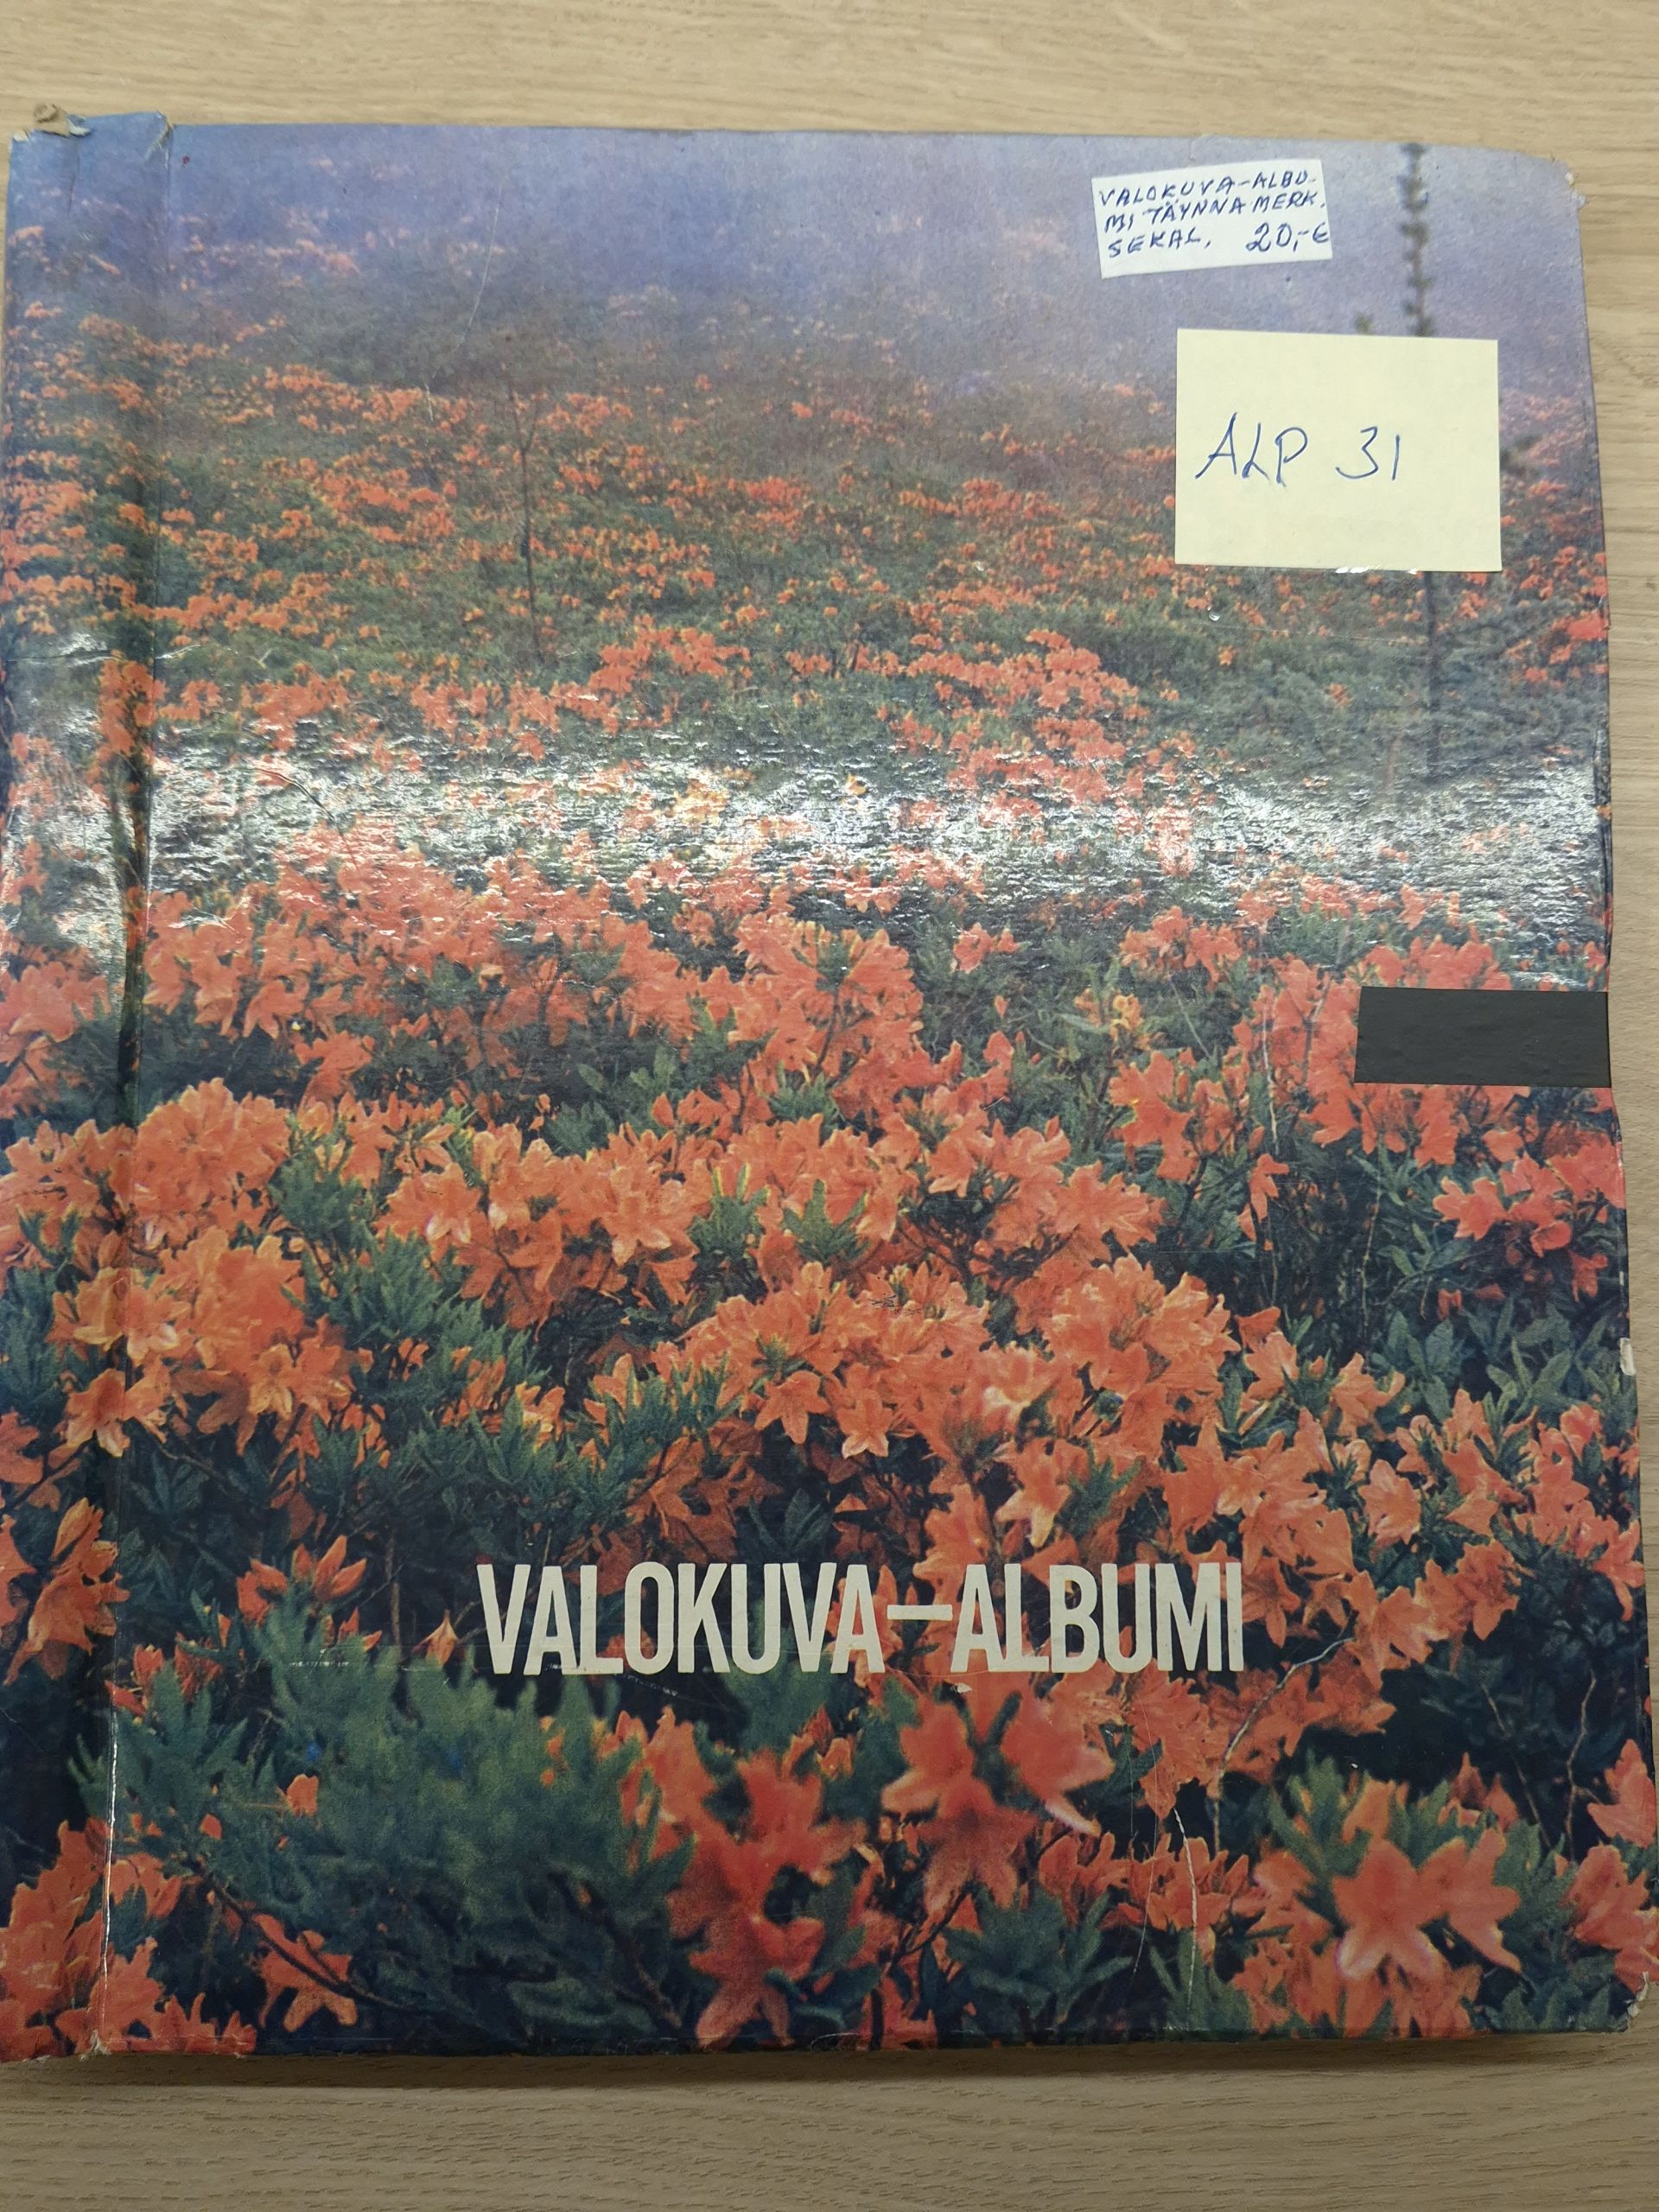 VALOKUVA-ALBU-
MI TÄYNNÄ MERK.
SEKAL. 20,-€
ALP 31
VALOKUVA-ALBUMI